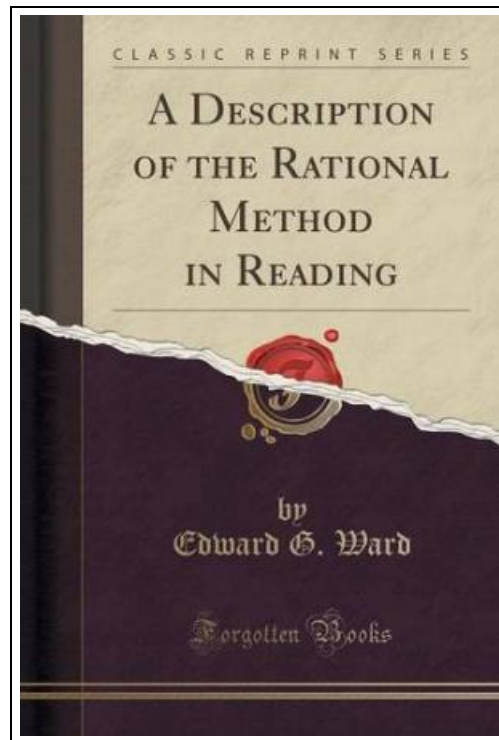 CLASSIC REPRINT SERIES
A DESCRIPTION
OF THE RATIONAL
METHOD
IN READING
F
by
Edward G. Ward
Forgotten Books